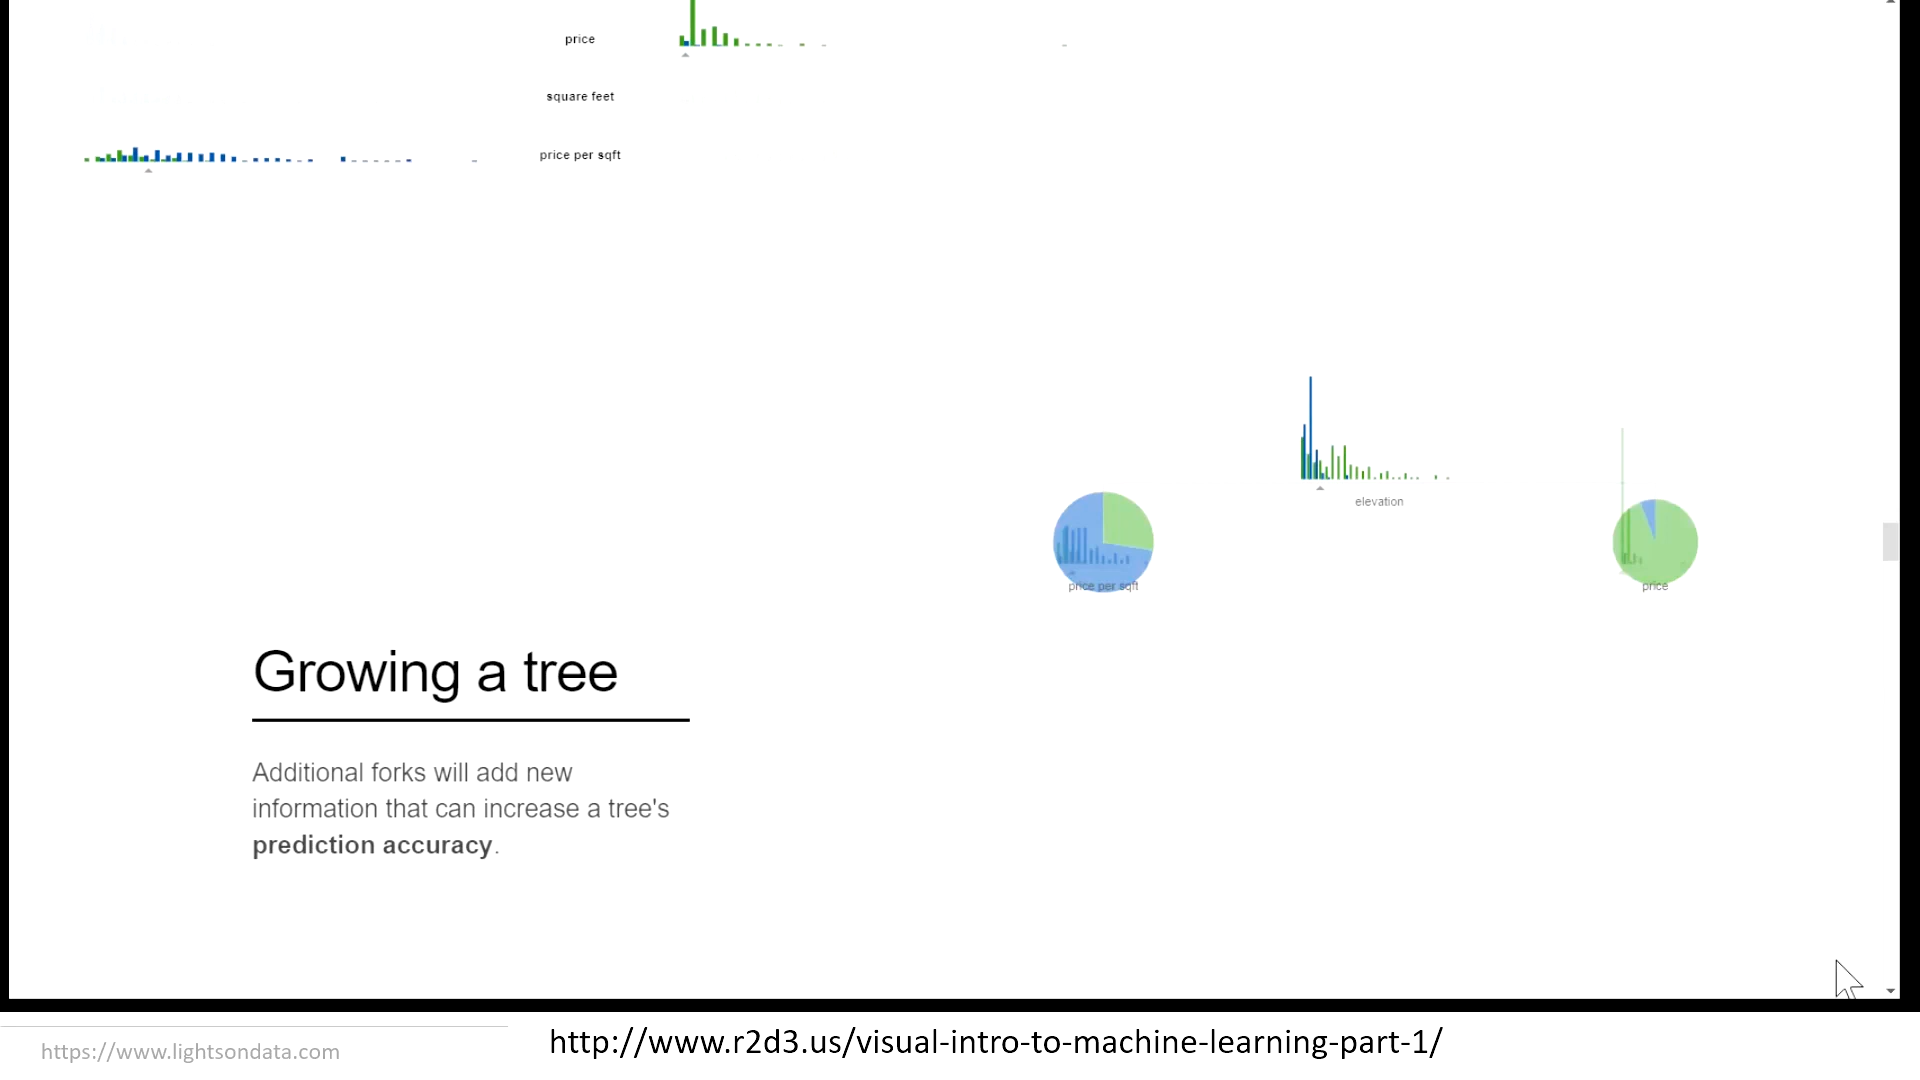 price
square feet
price per sqft
elevation
price per sqft
price
Growing a tree
Additional forks will add new
information that can increase a tree's
prediction accuracy.
https://www.lightsondata.com
http://www.r2d3.us/visual-intro-to-machine-learning-part-1/